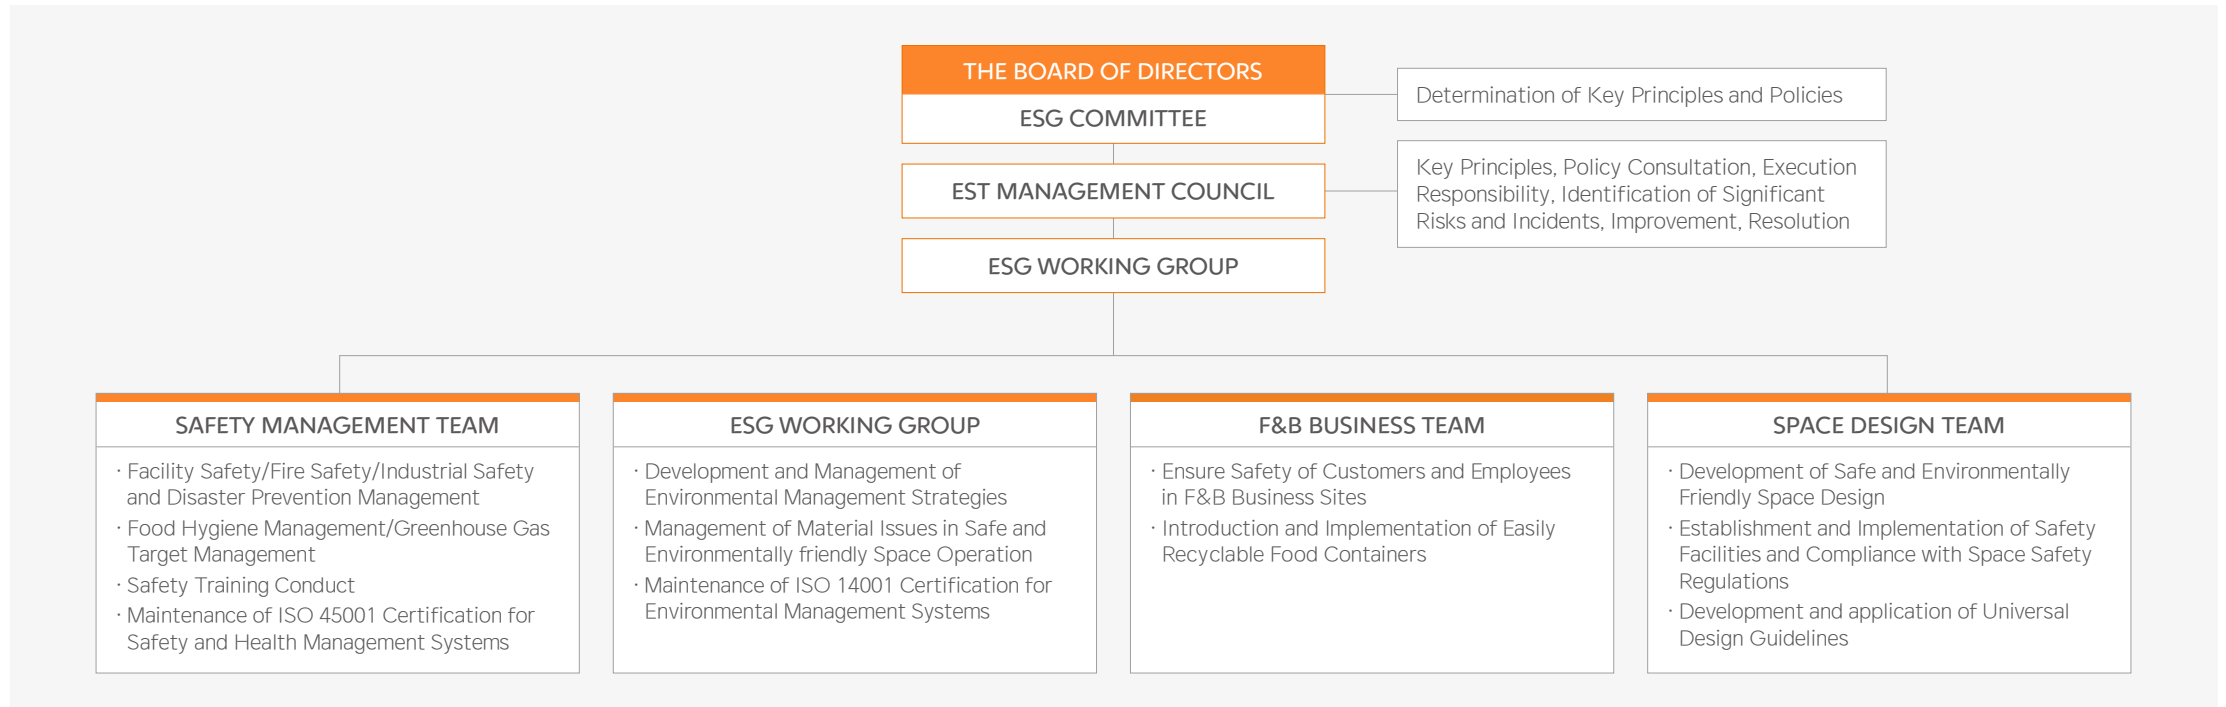 THE BOARD OF DIRECTORS
ESG COMMITTEE
Determination of Key Principles and Policies
EST MANAGEMENT COUNCIL
Key Principles, Policy Consultation, Execution
Responsibility, Identification of Significant
Risks and Incidents, Improvement, Resolution
ESG WORKING GROUP
SAFETY MANAGEMENT TEAM
· Facility Safety/Fire Safety/Industrial Safety
and Disaster Prevention Management
· Food Hygiene Management/Greenhouse Gas
Target Management
· Safety Training Conduct
· Maintenance of ISO 45001 Certification for
Safety and Health Management Systems
ESG WORKING GROUP
· Development and Management of
Environmental Management Strategies
· Management of Material Issues in Safe and
Environmentally friendly Space Operation
· Maintenance of ISO 14001 Certification for
Environmental Management Systems
F&B BUSINESS TEAM
· Ensure Safety of Customers and Employees
in F&B Business Sites
· Introduction and Implementation of Easily
Recyclable Food Containers
SPACE DESIGN TEAM
· Development of Safe and Environmentally
Friendly Space Design
· Establishment and Implementation of Safety
Facilities and Compliance with Space Safety
Regulations
· Development and application of Universal
Design Guidelines